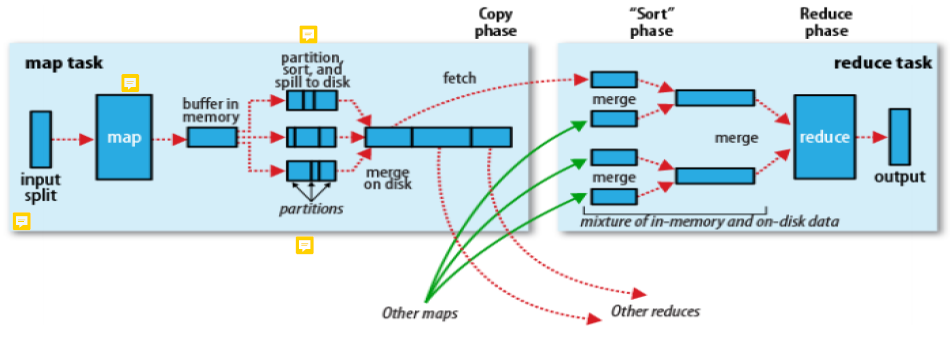 Copy
phase
“Sort”
phase
Reduce
phase
map task
partition,
sort, and
spill to disk
fetch
reduce task
buffer in
memory
map
merge
merge
reduce
input
split
merge
on disk
merge
output
partitions
mixture of in-memory and on-disk data
Other maps
Other reduces